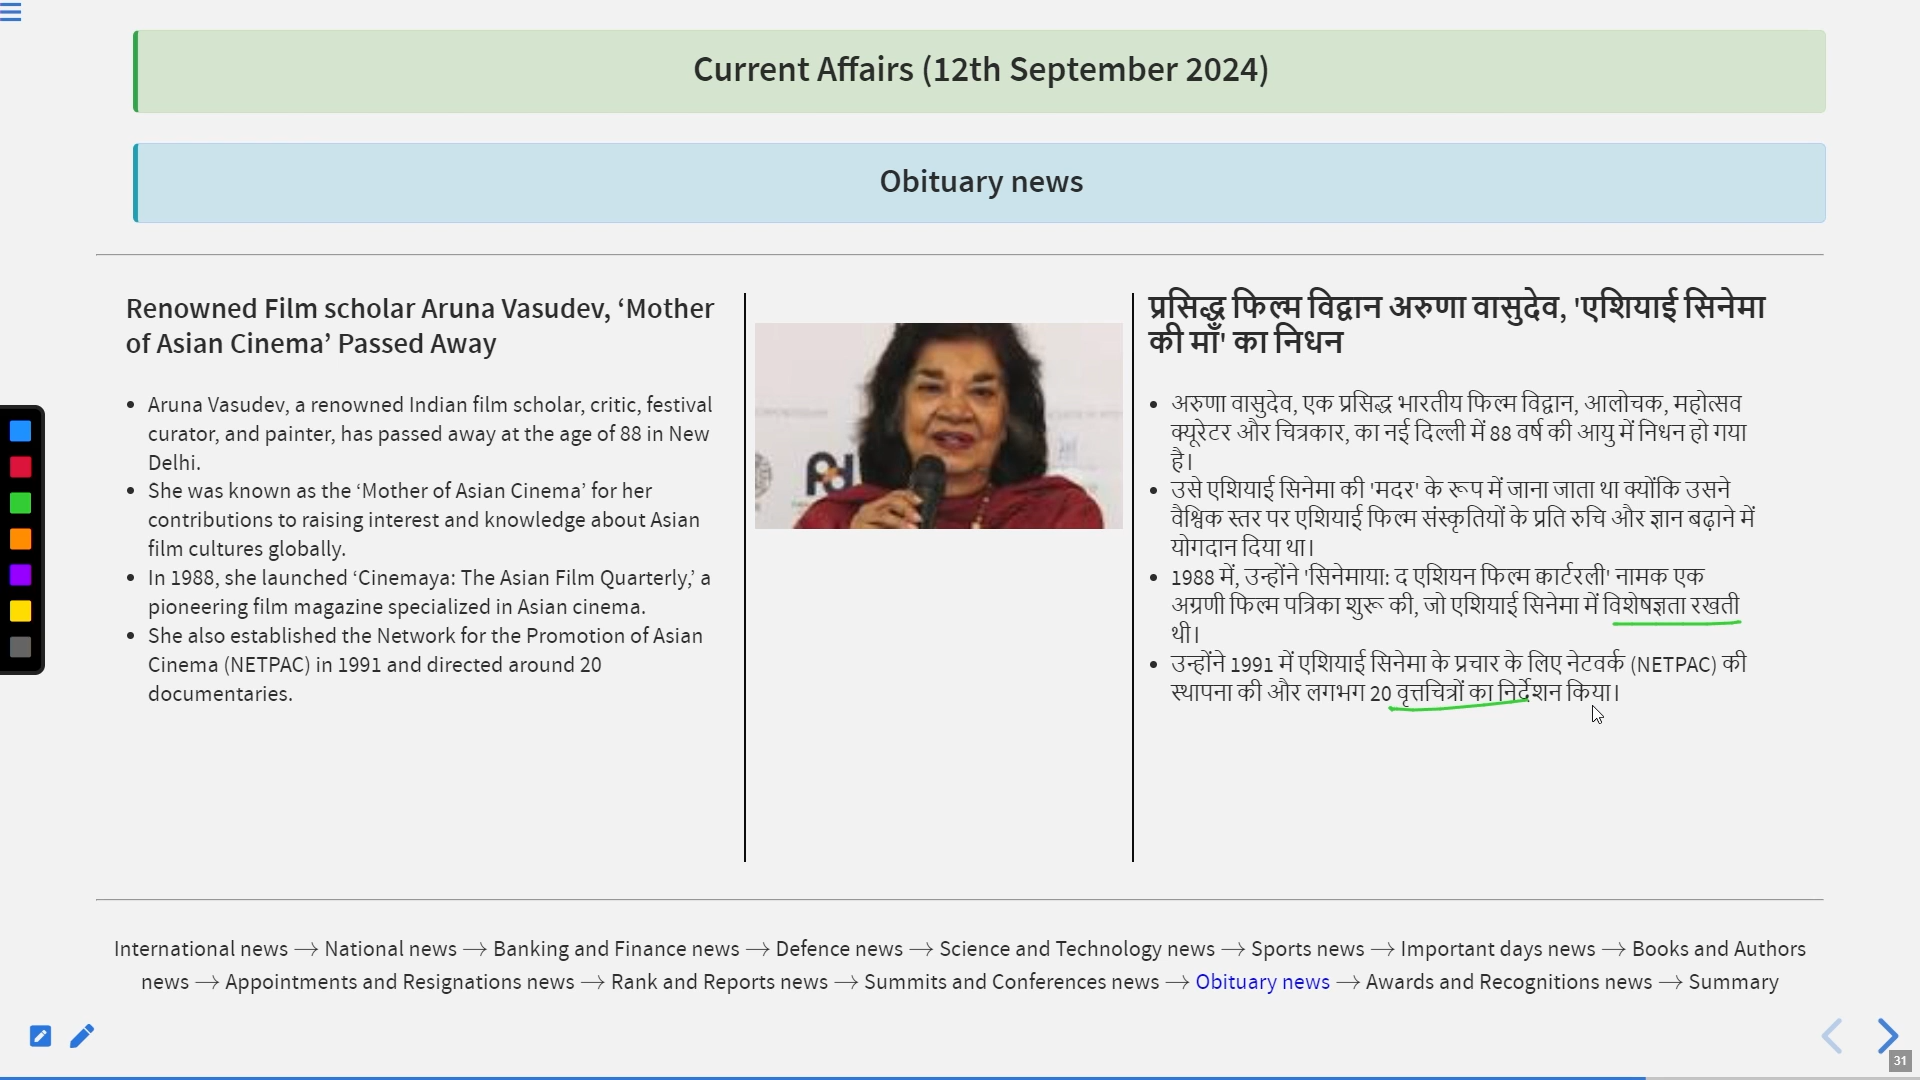 Current Affairs (12th September 2024)
Obituary news
Renowned Film scholar Aruna Vasudev, ‘Mother
of Asian Cinema’ Passed Away
• Aruna Vasudev, a renowned Indian film scholar, critic, festival
curator, and painter, has passed away at the age of 88 in New
Delhi.
• She was known as the ‘Mother of Asian Cinema’ for her
contributions to raising interest and knowledge about Asian
film cultures globally.
• In 1988, she launched ‘Cinemaya: The Asian Film Quarterly,’ a
pioneering film magazine specialized in Asian cinema.
• She also established the Network for the Promotion of Asian
Cinema (NETPAC) in 1991 and directed around 20
documentaries.
प्रसिद्ध फिल्म विद्वान अरुणा वासुदेव, 'एशियाई सिनेमा
की माँ' का निधन
• अरुणा वासुदेव, एक प्रसिद्ध भारतीय फिल्म विद्वान, आलोचक, महोत्सव
क्यूरेटर और चित्रकार, का नई दिल्ली में 88 वर्ष की आयु में निधन हो गया
है।
• उसे एशियाई सिनेमा की 'मदर' के रूप में जाना जाता था क्योंकि उसने
वैश्विक स्तर पर एशियाई फिल्म संस्कृतियों के प्रति रुचि और ज्ञान बढ़ाने में
योगदान दिया था।
• 1988 में, उन्होंने 'सिनेमाया: द एशियन फिल्म क्वार्टरली' नामक एक
अग्रणी फिल्म पत्रिका शुरू की, जो एशियाई सिनेमा में विशेषज्ञता रखती
थी।
• उन्होंने 1991 में एशियाई सिनेमा के प्रचार के लिए नेटवर्क (NETPAC) की
स्थापना की और लगभग 20 वृत्तचित्रों का निर्देशन किया।
International news → National news → Banking and Finance news → Defence news → Science and Technology news → Sports news → Important days news → Books and Authors
news → Appointments and Resignations news → Rank and Reports news → Summits and Conferences news → Obituary news → Awards and Recognitions news → Summary
31